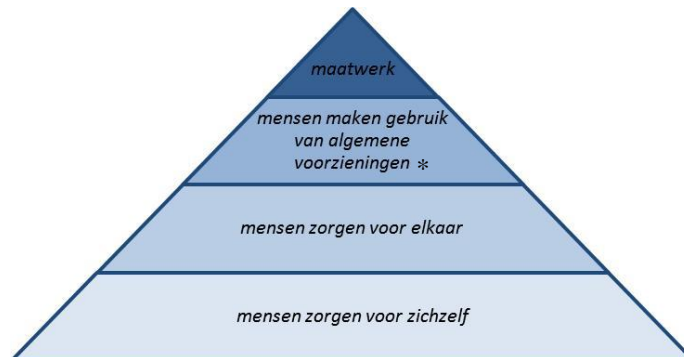 maatwerk
mensen maken gebruik
van algemene
voorzieningen *
mensen zorgen voor elkaar
mensen zorgen voor zichzelf